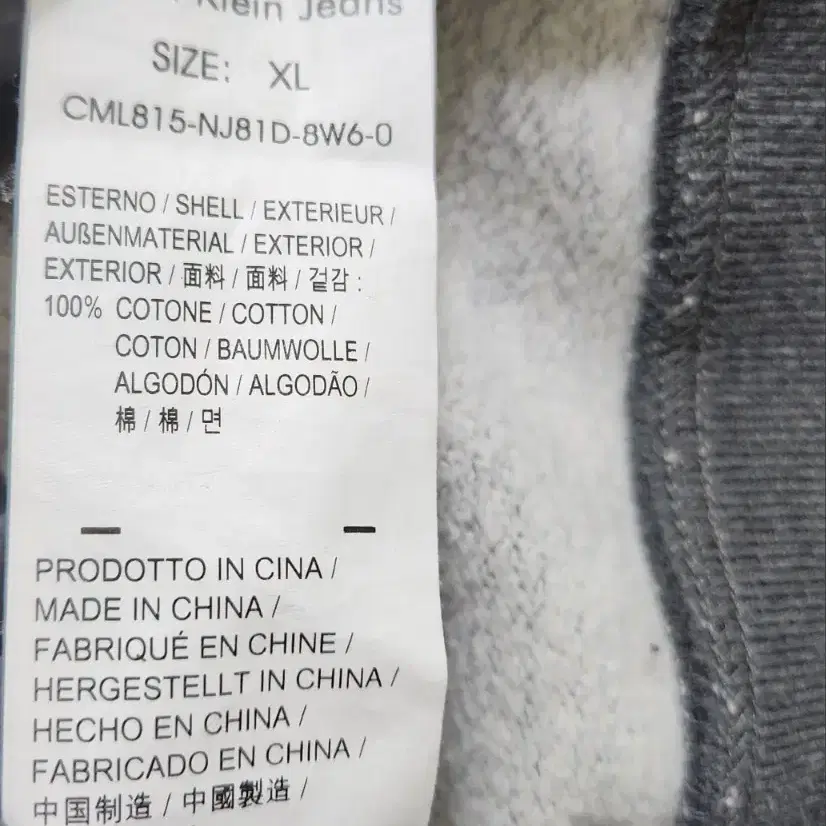 Klein Jeans
SIZE: XL
CML815-NJ81D-8W6-0
ESTERNO / SHELL / EXTERIEUR /
AUßENMATERIAL / EXTERIOR /
EXTERIOR / 面料 / 面料 / 겉감 :
100% COTONE / COTTON /
COTON / BAUMWOLLE /
ALGODÓN / ALGODÃO /
棉 / 棉 / 면
PRODOTTO IN CINA /
MADE IN CHINA /
FABRIQUÉ EN CHINE /
HERGESTELLT IN CHINA /
HECHO EN CHINA /
FABRICADO EN CHINA /
中国制造 / 中國製造 /